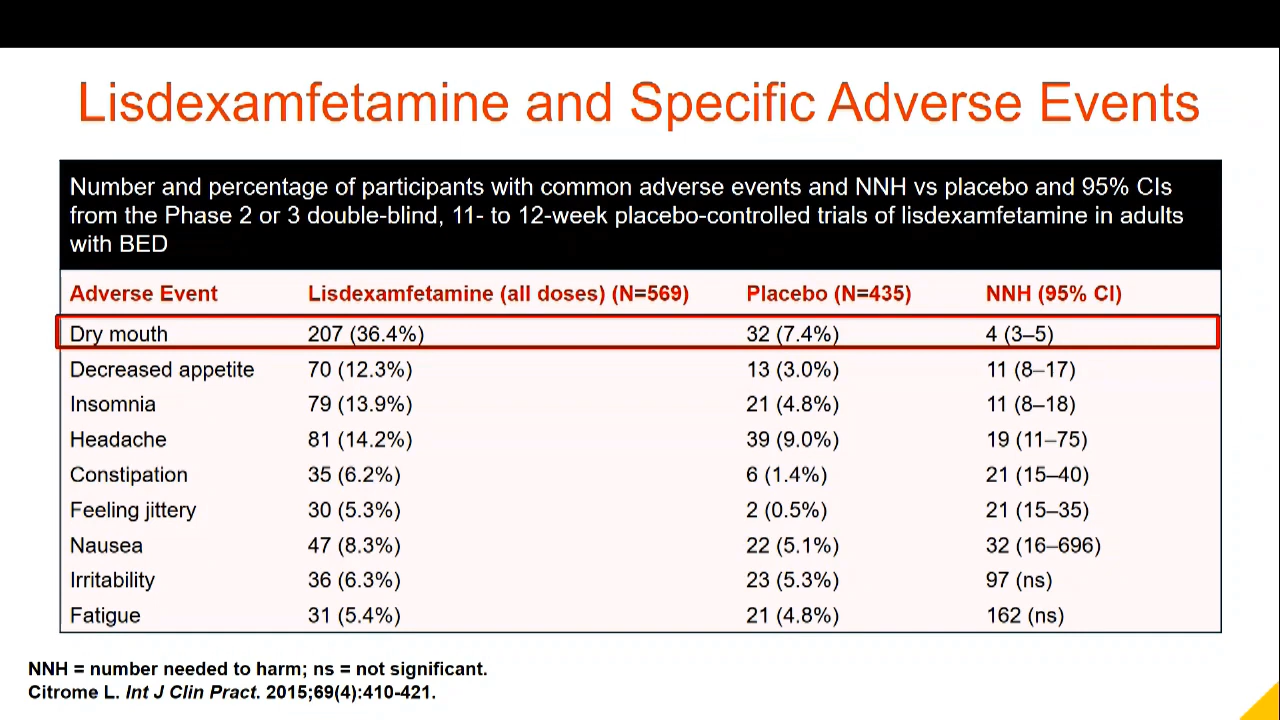 Lisdexamfetamine and Specific Adverse Events
Number and percentage of participants with common adverse events and NNH vs placebo and 95% CIs
from the Phase 2 or 3 double-blind, 11- to 12-week placebo-controlled trials of lisdexamfetamine in adults
with BED
Adverse Event Lisdexamfetamine (all doses) (N=569) Placebo (N=435) NNH (95% CI)
Dry mouth 207 (36.4%) 32 (7.4%) 4 (3–5)
Decreased appetite 70 (12.3%) 13 (3.0%) 11 (8–17)
Insomnia 79 (13.9%) 21 (4.8%) 11 (8–18)
Headache 81 (14.2%) 39 (9.0%) 19 (11–75)
Constipation 35 (6.2%) 6 (1.4%) 21 (15–40)
Feeling jittery 30 (5.3%) 2 (0.5%) 21 (15–35)
Nausea 47 (8.3%) 22 (5.1%) 32 (16–696)
Irritability 36 (6.3%) 23 (5.3%) 97 (ns)
Fatigue 31 (5.4%) 21 (4.8%) 162 (ns)
NNH = number needed to harm; ns = not significant.
Citrome L. Int J Clin Pract. 2015;69(4):410-421.